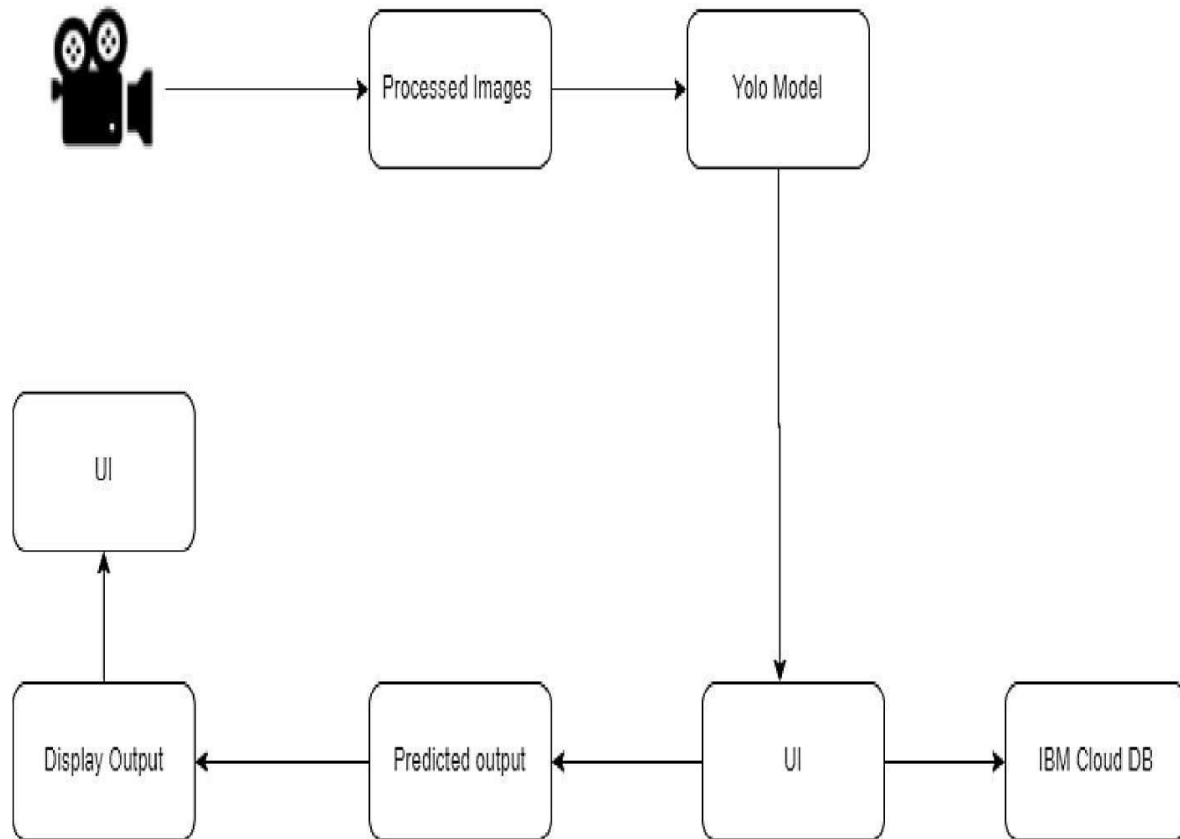 Processed Images
Yolo Model
UI
Display Output
Predicted output
UI
IBM Cloud DB